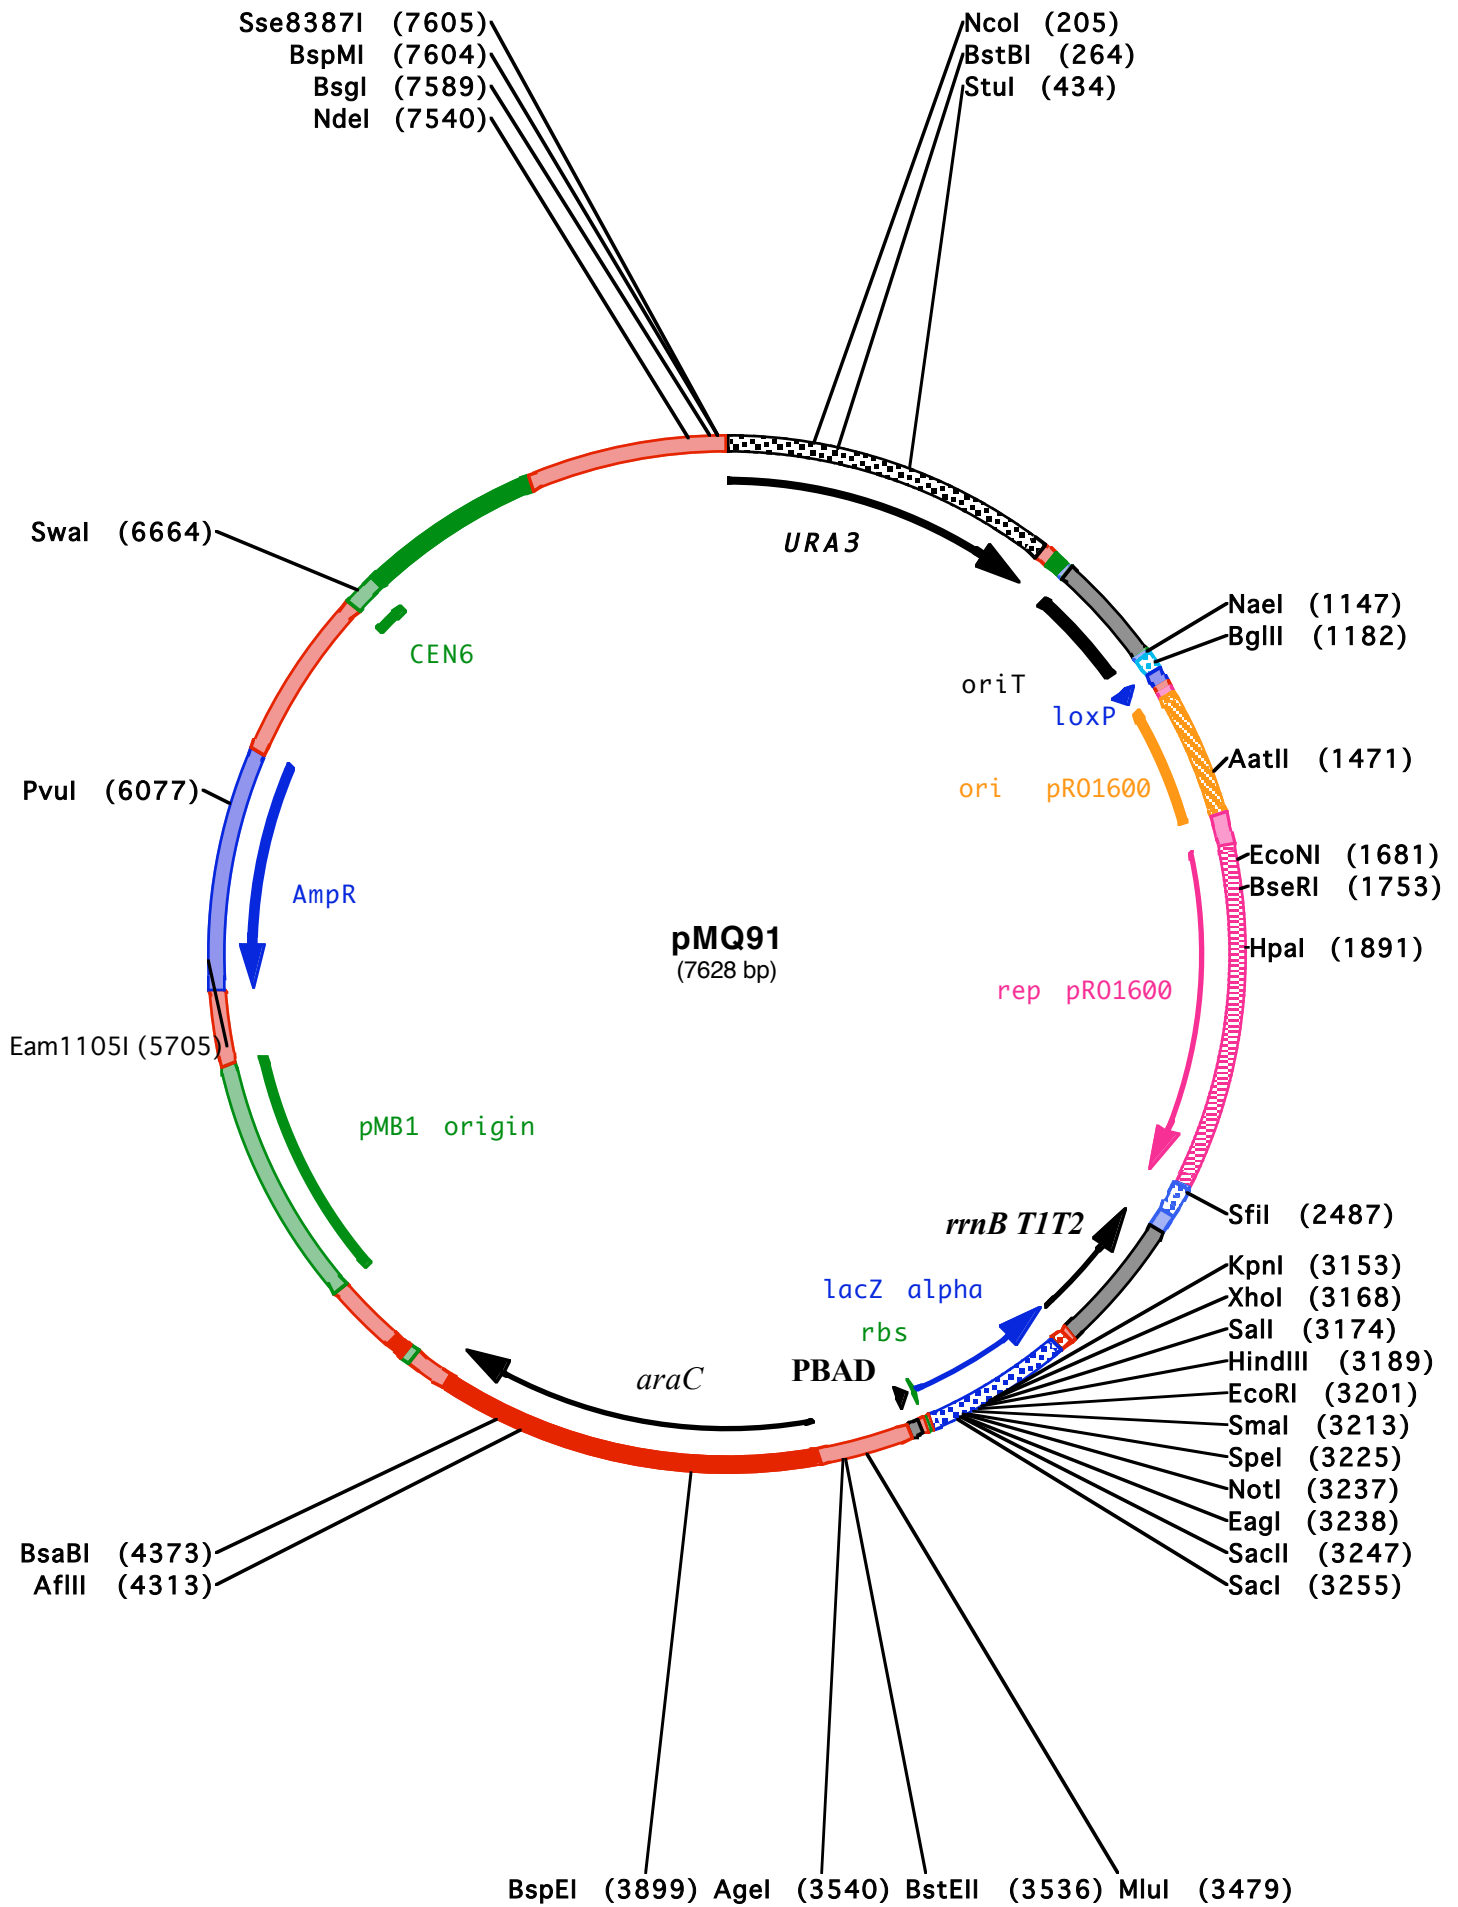 Sse8387I (7605)
BspMI (7604)
BsgI (7589)
NdeI (7540)
NcoI (205)
BstBI (264)
StuI (434)
SwaI (6664)
URA3
CEN6
NaeI (1147)
BglII (1182)
oriT
loxP
AatII (1471)
PvuI (6077)
ori pRO1600
EcoNI (1681)
BseRI (1753)
AmpR
pMQ91
(7628 bp)
HpaI (1891)
rep pRO1600
Eam1105I (5705)
pMB1 origin
rrnB T1T2
SfiI (2487)
lacZ alpha
rbs
PBAD
araC
KpnI (3153)
XhoI (3168)
SalI (3174)
HindIII (3189)
EcoRI (3201)
SmaI (3213)
SpeI (3225)
NotI (3237)
EagI (3238)
SacII (3247)
SacI (3255)
BsaBI (4373)
AflII (4313)
BspEI (3899) AgeI (3540) BstEII (3536) MluI (3479)